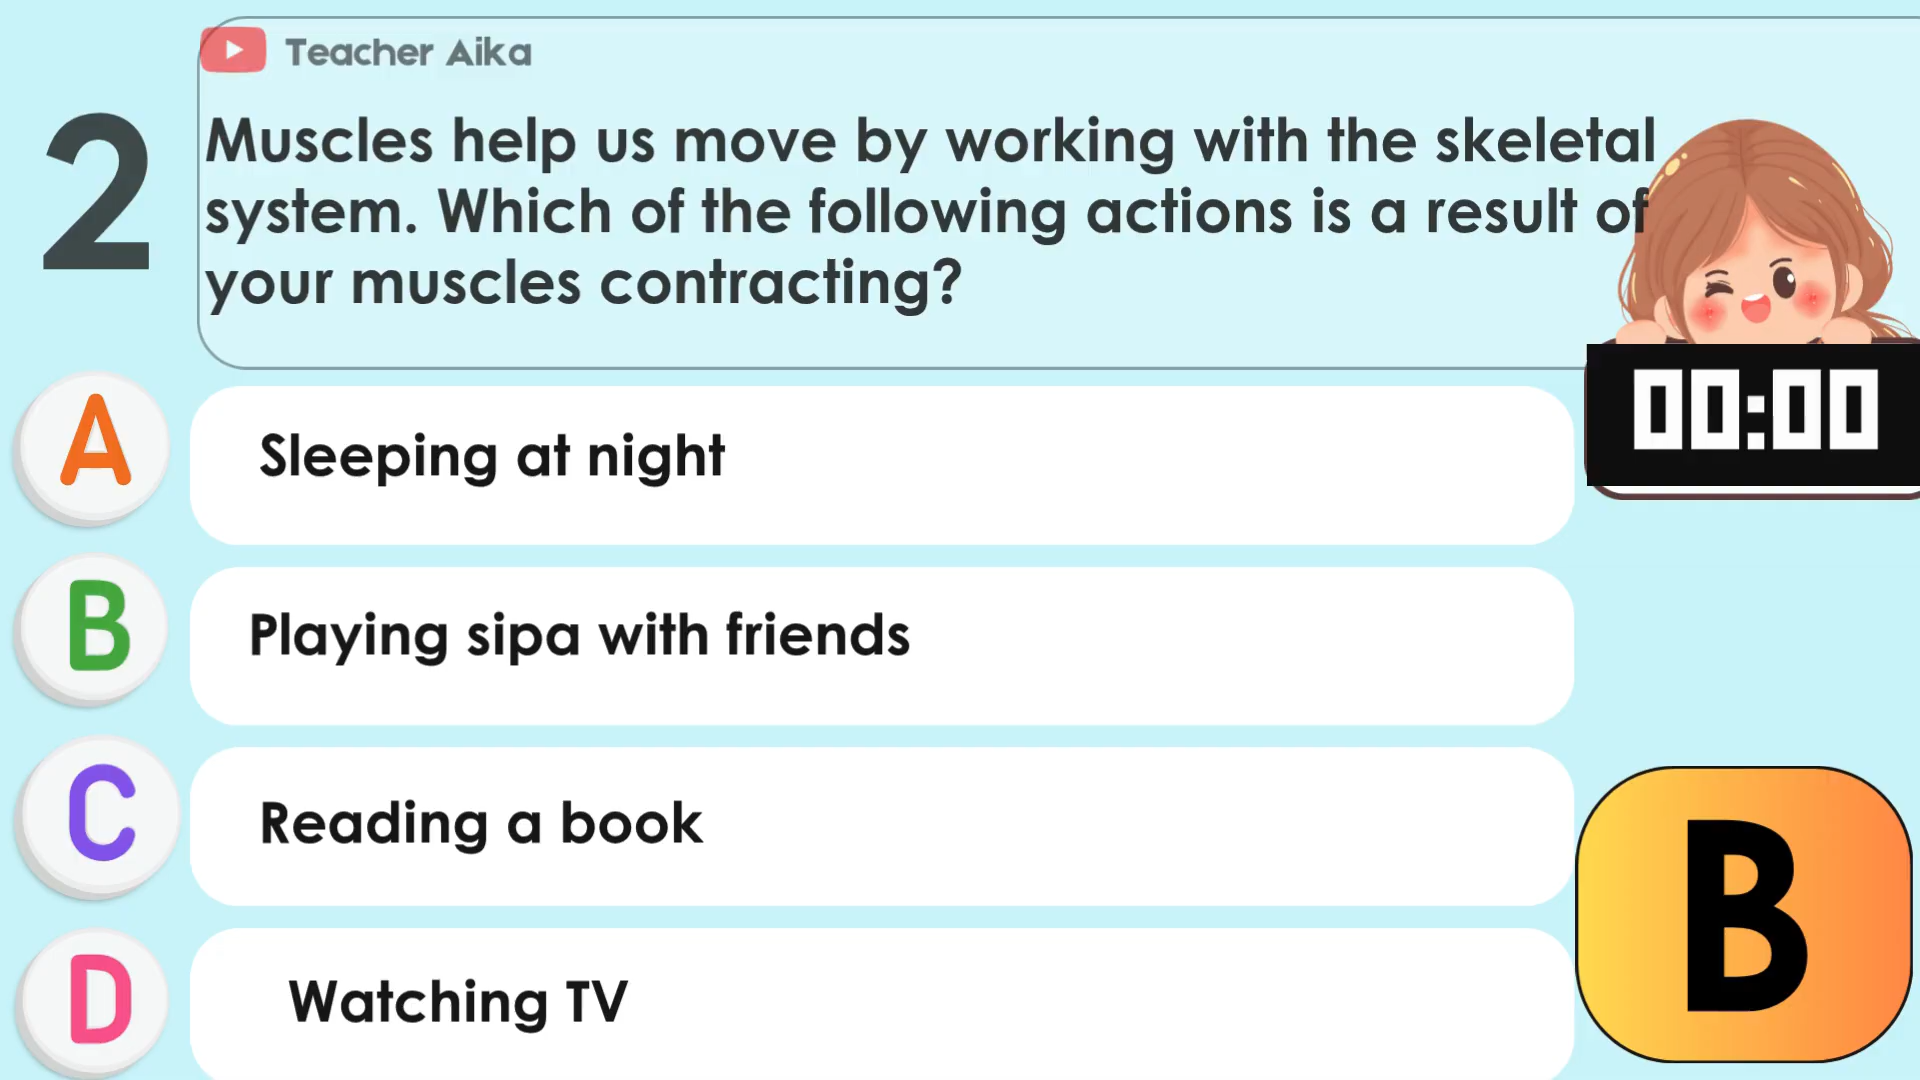 Teacher Aika
2
Muscles help us move by working with the skeletal
system. Which of the following actions is a result of
your muscles contracting?
00:00
A
Sleeping at night
B
Playing sipa with friends
C
Reading a book
D
Watching TV
B